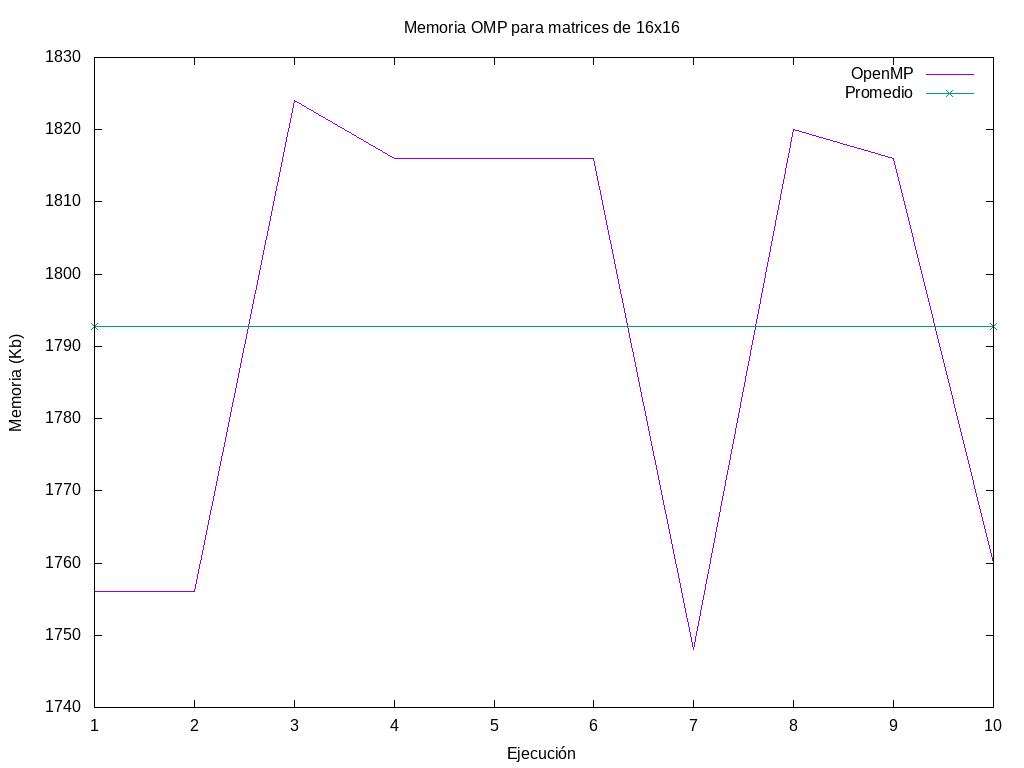 Memoria OMP para matrices de 16x16
OpenMP
Promedio
1830
1820
1810
1800
1790
1780
1770
1760
1750
1740
Memoria (Kb)
1 2 3 4 5 6 7 8 9 10
Ejecución